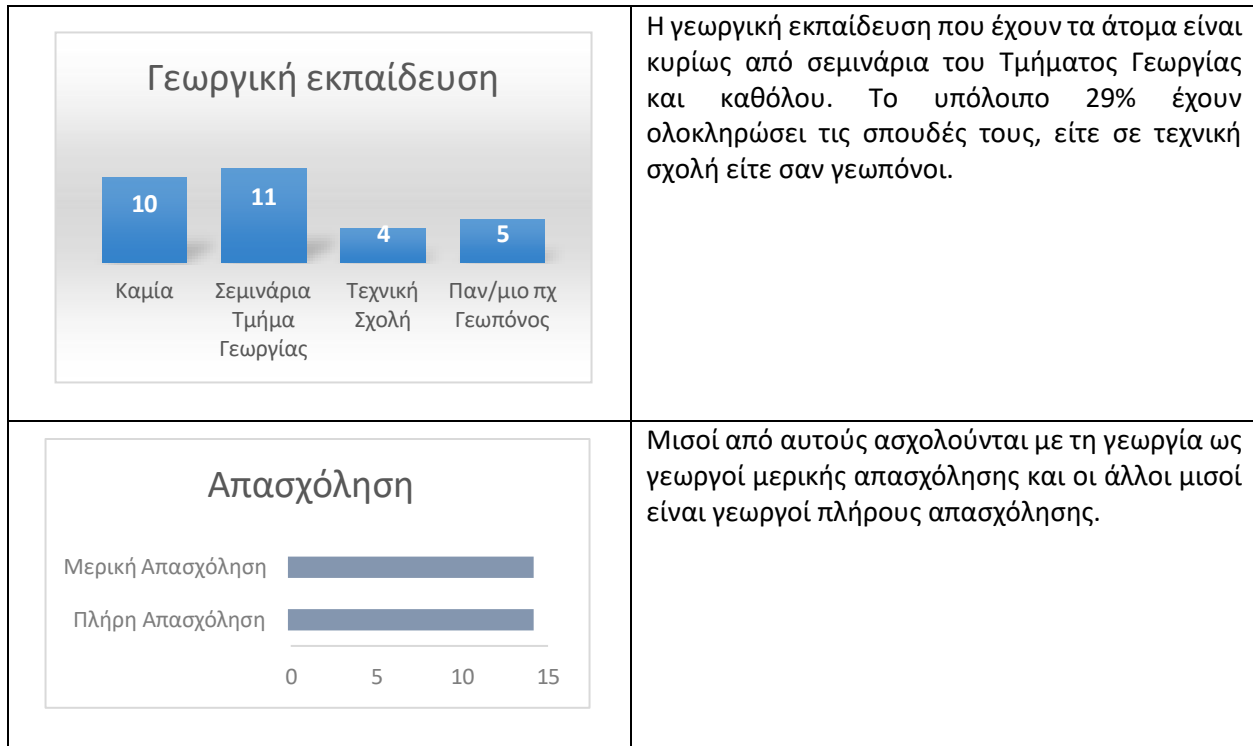 Γεωργική εκπαίδευση
10
11
4
5
Καμία
Σεμινάρια
Τμήμα
Γεωργίας
Τεχνική
Σχολή
Παν/μιο πχ
Γεωπόνος
Η γεωργική εκπαίδευση που έχουν τα άτομα είναι
κυρίως από σεμινάρια του Τμήματος Γεωργίας
και καθόλου. Το υπόλοιπο 29% έχουν
ολοκληρώσει τις σπουδές τους, είτε σε τεχνική
σχολή είτε σαν γεωπόνοι.
Απασχόληση
Μερική Απασχόληση
Πλήρη Απασχόληση
0 5 10 15
Μισοί από αυτούς ασχολούνται με τη γεωργία ως
γεωργοί μερικής απασχόλησης και οι άλλοι μισοί
είναι γεωργοί πλήρους απασχόλησης.